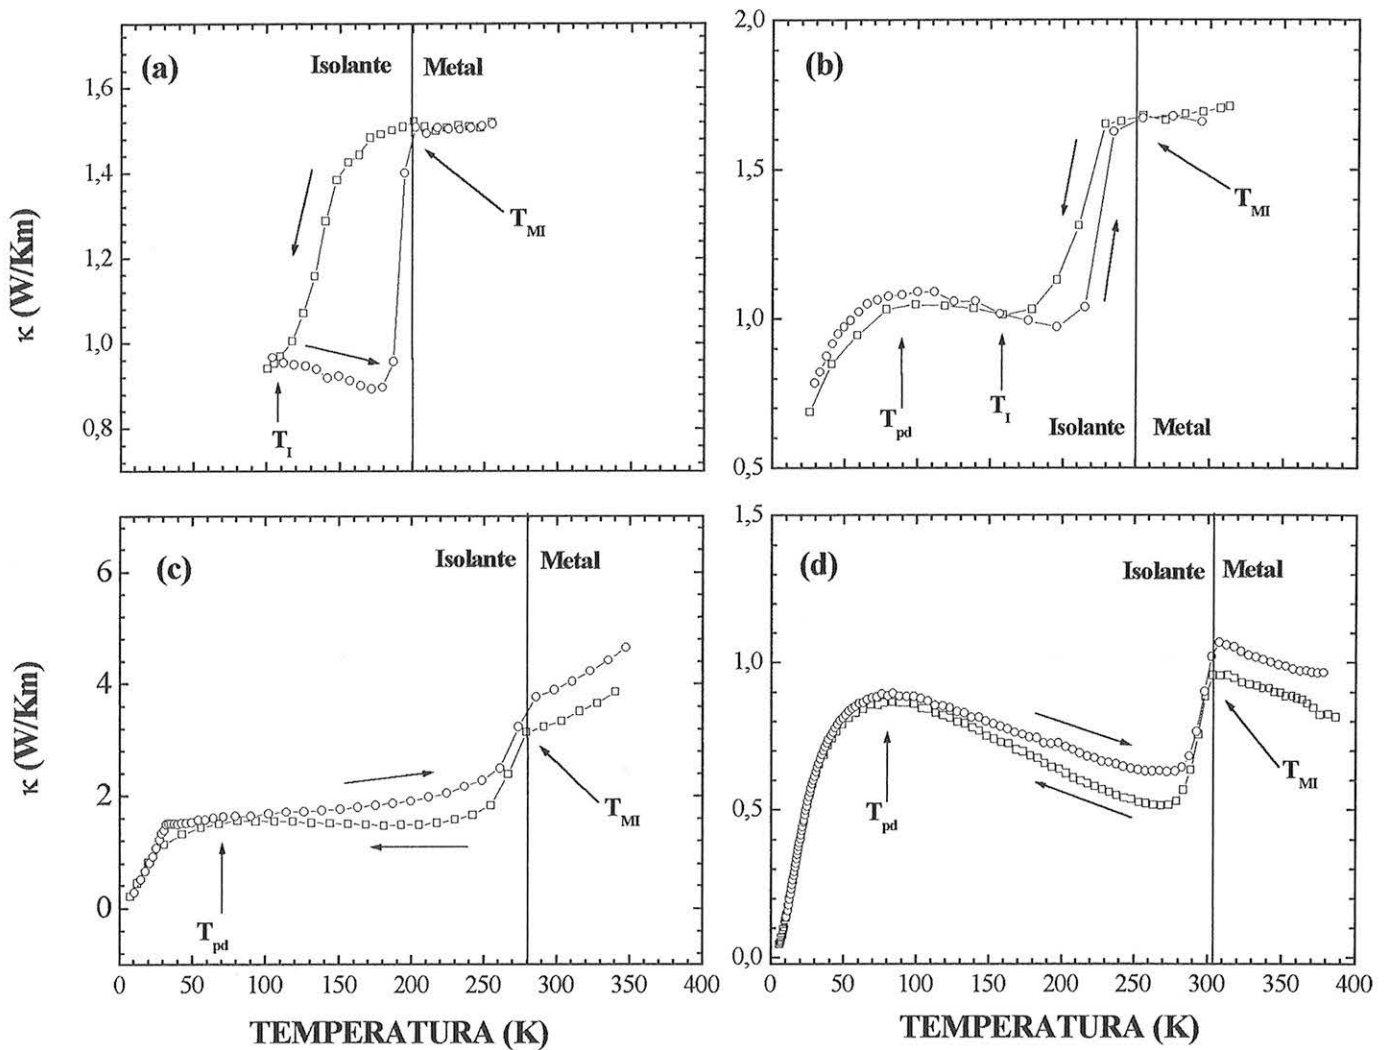 (a)
Isolante Metal
1,6
1,4
1,2
1,0
0,8
κ (W/Km)
T_MI
T_I
(b)
2,0
1,5
1,0
0,5
T_MI
T_pd
T_I
Isolante Metal
(c)
Isolante Metal
6
4
2
0
κ (W/Km)
T_MI
T_pd
0 50 100 150 200 250 300 350 400
TEMPERATURA (K)
(d)
Isolante Metal
1,5
1,0
0,5
0,0
T_MI
T_pd
0 50 100 150 200 250 300 350 400
TEMPERATURA (K)